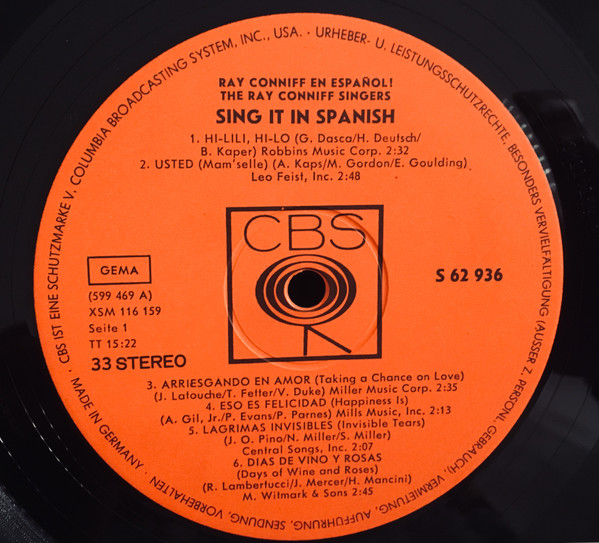 CBS IST EINE SCHUTZMARKE V. COLUMBIA BROADCASTING SYSTEM, INC., USA. · URHEBER- U. LEISTUNGSSCHUTZRECHTE, BESONDERS VERVIELFÄLTIGUNG (AUSSER Z. PERSÖNL. GEBRAUCH), VERMIETUNG, AUFFÜHRUNG, SENDUNG, VORBEHALTEN · MADE IN GERMANY ·
RAY CONNIFF EN ESPAÑOL!
THE RAY CONNIFF SINGERS
SING IT IN SPANISH
1. HI-LILI, HI-LO (G. Dasca/H. Deutsch/
B. Kaper) Robbins Music Corp. 2:32
2. USTED (Mam'selle) (A. Kaps/M. Gordon/E. Goulding)
Leo Feist, Inc. 2:48
CBS
GEMA
(599 469 A)
XSM 116 159
Seite 1
TT 15:22
33 STEREO
S 62 936
3. ARRIESGANDO EN AMOR (Taking a Chance on Love)
(J. Latouche/T. Fetter/V. Duke) Miller Music Corp. 2:35
4. ESO ES FELICIDAD (Happiness Is)
(A. Gil, Jr./P. Evans/P. Parnes) Mills Music, Inc. 2:13
5. LAGRIMAS INVISIBLES (Invisible Tears)
(J. O. Pino/N. Miller/S. Miller)
Central Songs, Inc. 2:07
6. DIAS DE VINO Y ROSAS
(Days of Wine and Roses)
(R. Lambertucci/J. Mercer/H. Mancini)
M. Witmark & Sons 2:45